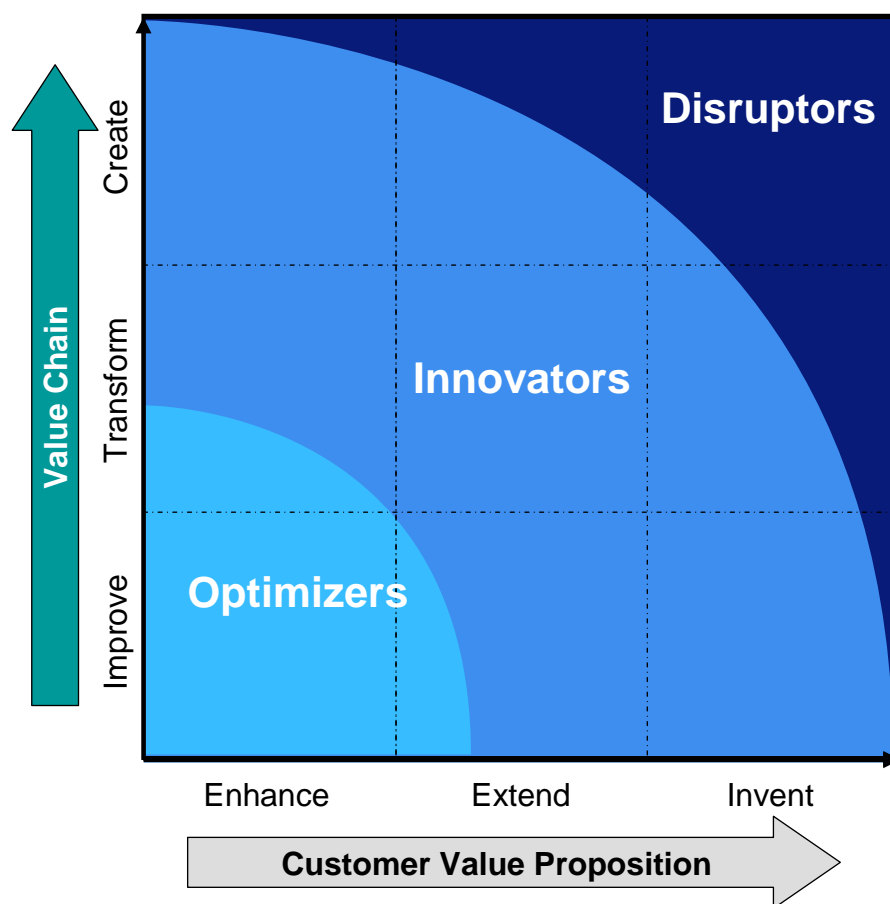 Disruptors
Create
Innovators
Transform
Value Chain
Optimizers
Improve
Enhance
Extend
Invent
Customer Value Proposition